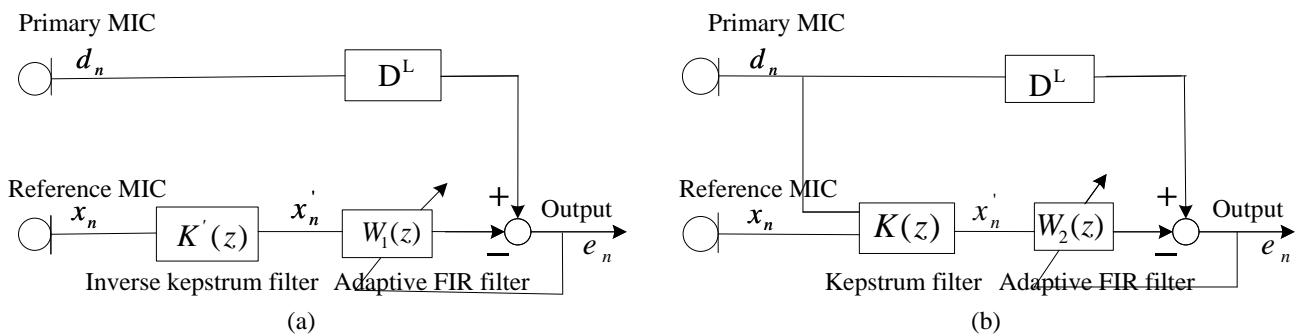 Primary MIC
d_n
D^L
Reference MIC
x_n
K'(z)
x'_n
W_1(z)
+
−
Output
e_n
Inverse kepstrum filter
Adaptive FIR filter
(a)
Primary MIC
d_n
D^L
Reference MIC
x_n
K(z)
x'_n
W_2(z)
+
−
Output
e_n
Kepstrum filter
Adaptive FIR filter
(b)